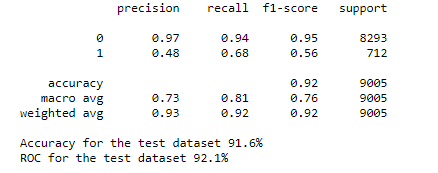 precision recall f1-score support
0 0.97 0.94 0.95 8293
1 0.48 0.68 0.56 712
accuracy 0.92 9005
macro avg 0.73 0.81 0.76 9005
weighted avg 0.93 0.92 0.92 9005
Accuracy for the test dataset 91.6%
ROC for the test dataset 92.1%